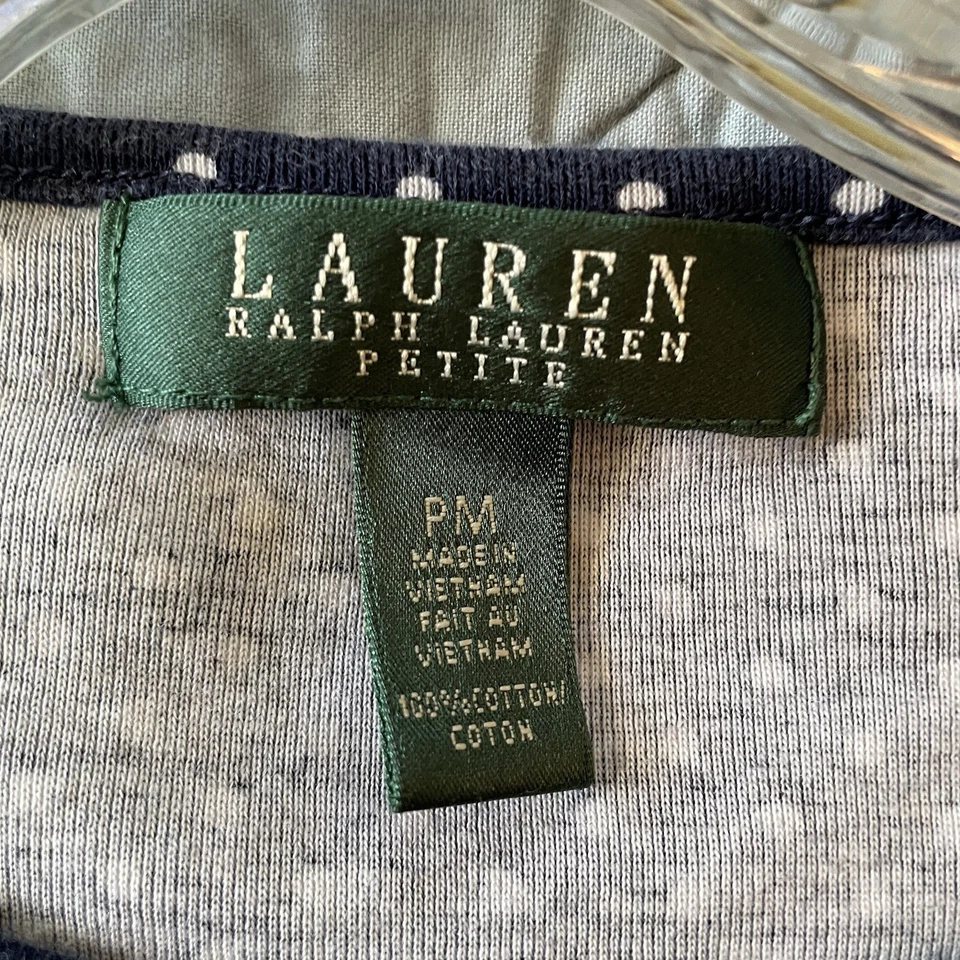 LAUREN
RALPH LAUREN
PETITE
PM
MADE IN
VIETNAM
FAIT AU
VIETNAM
100% COTTON/
COTON